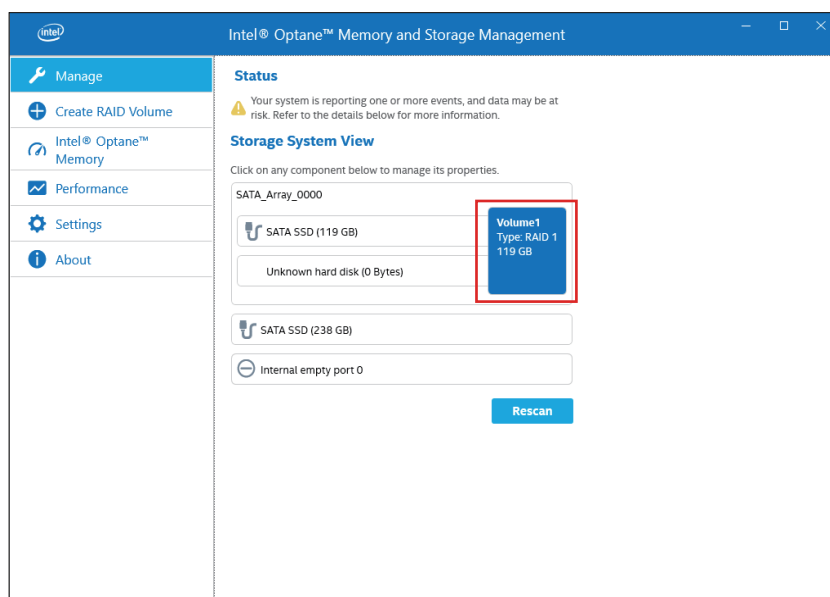 intel
Intel® Optane™ Memory and Storage Management
Manage
Create RAID Volume
Intel® Optane™
Memory
Performance
Settings
About
Status
Your system is reporting one or more events, and data may be at
risk. Refer to the details below for more information.
Storage System View
Click on any component below to manage its properties.
SATA_Array_0000
SATA SSD (119 GB)
Unknown hard disk (0 Bytes)
Volume1
Type: RAID 1
119 GB
SATA SSD (238 GB)
Internal empty port 0
Rescan